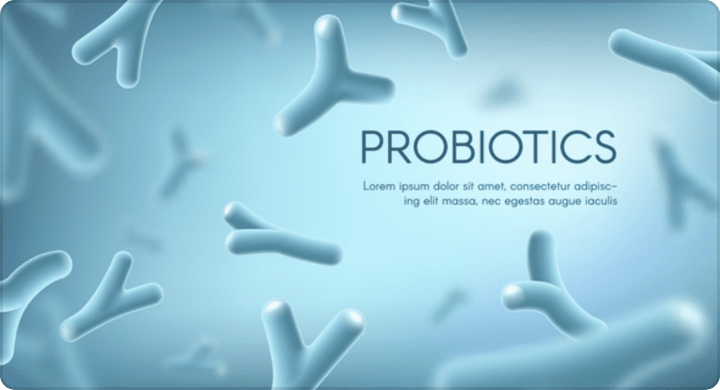 PROBIOTICS
Lorem ipsum dolor sit amet, consectetur adipisc-
ing elit massa, nec egestas augue iaculis